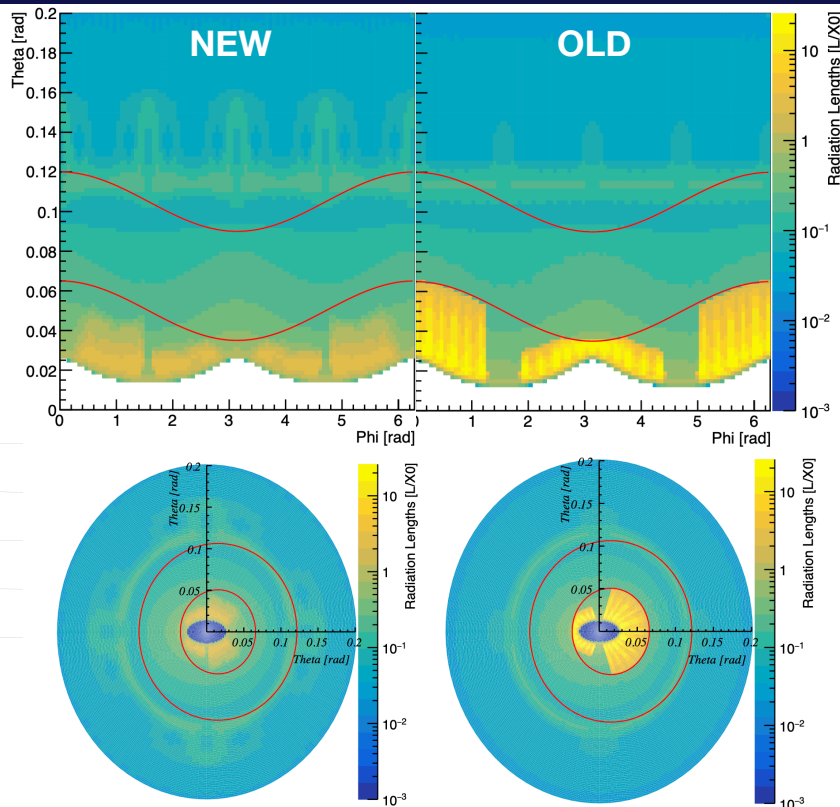 NEW
OLD
Theta [rad]
0.2
0.18
0.16
0.14
0.12
0.1
0.08
0.06
0.04
0.02
0
0 1 2 3 4 5 6
Phi [rad]
1 2 3 4 5 6
Phi [rad]
Radiation Lengths [L/X0]
10
1
10⁻¹
10⁻²
10⁻³
Theta [rad]
0.2
0.15
0.1
0.05
0.05 0.1 0.15 0.2
Theta [rad]
Radiation Lengths [L/X0]
10
1
10⁻¹
10⁻²
10⁻³
Theta [rad]
0.2
0.15
0.1
0.05
0.05 0.1 0.15 0.2
Theta [rad]
Radiation Lengths [L/X0]
10
1
10⁻¹
10⁻²
10⁻³